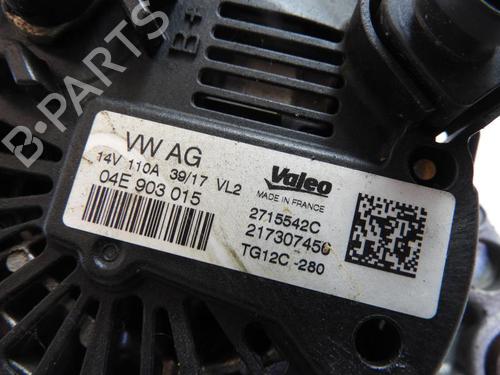 B-PARTS
B+
VW AG
14V 110A 39/17 VL2
04E 903 015
Valeo
MADE IN FRANCE
2715542C
217307456
TG12C -280